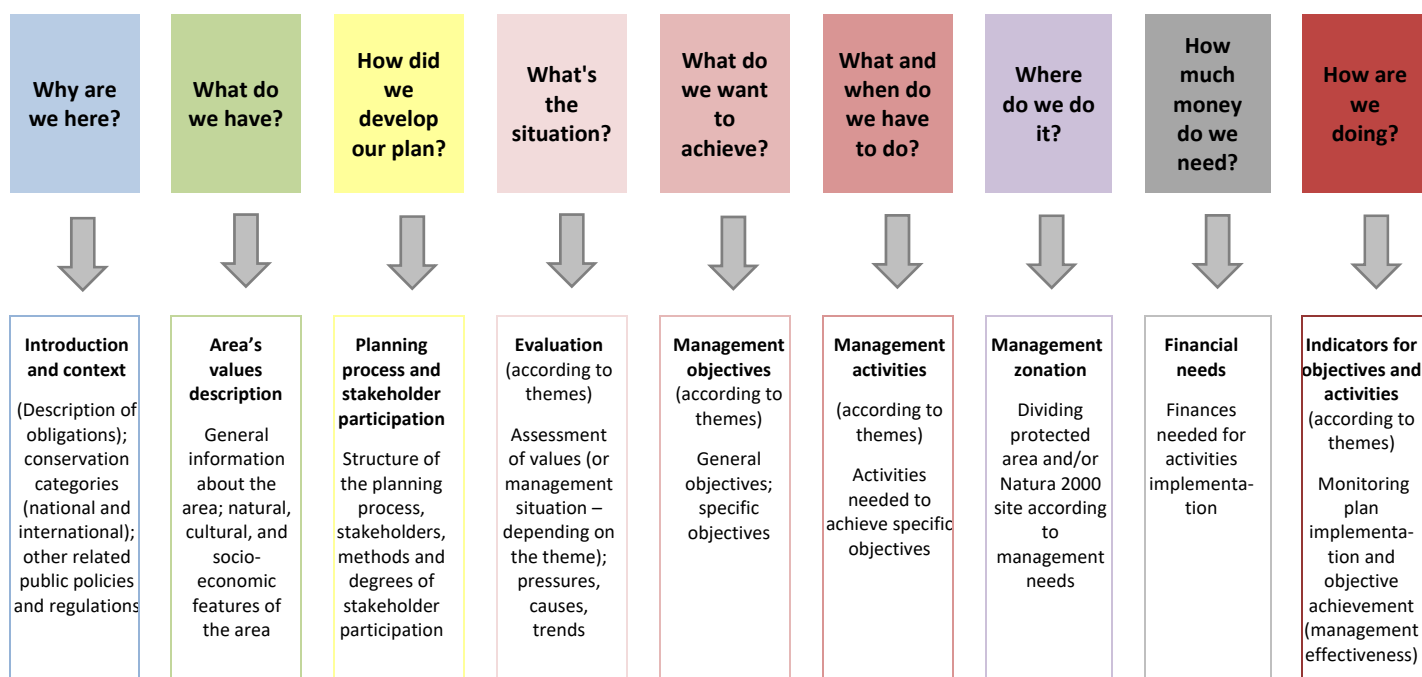 Why are
we here?
What do
we have?
How did
we
develop
our plan?
What's
the
situation?
What do
we want
to
achieve?
What and
when do
we have
to do?
Where
do we do
it?
How
much
money
do we
need?
How are
we
doing?
Introduction
and context
(Description of
obligations);
conservation
categories
(national and
international);
other related
public policies
and regulations
Area’s
values
description
General
information
about the
area; natural,
cultural, and
socio-
economic
features of
the area
Planning
process and
stakeholder
participation
Structure of
the planning
process,
stakeholders,
methods and
degrees of
stakeholder
participation
Evaluation
(according to
themes)
Assessment
of values (or
management
situation –
depending on
the theme);
pressures,
causes,
trends
Management
objectives
(according to
themes)
General
objectives;
specific
objectives
Management
activities
(according to
themes)
Activities
needed to
achieve specific
objectives
Management
zonation
Dividing
protected
area and/or
Natura 2000
site according
to
management
needs
Financial
needs
Finances
needed for
activities
implementa-
tion
Indicators for
objectives and
activities
(according to
themes)
Monitoring
plan
implementa-
tion and
objective
achievement
(management
effectiveness)